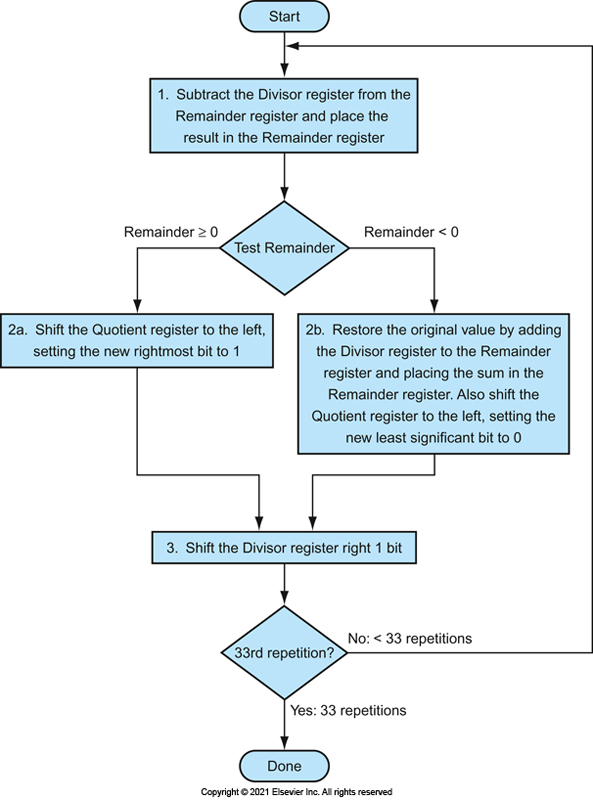 Start
1. Subtract the Divisor register from the
Remainder register and place the
result in the Remainder register
Test Remainder
Remainder ≥ 0
Remainder < 0
2a. Shift the Quotient register to the left,
setting the new rightmost bit to 1
2b. Restore the original value by adding
the Divisor register to the Remainder
register and placing the sum in the
Remainder register. Also shift the
Quotient register to the left, setting the
new least significant bit to 0
3. Shift the Divisor register right 1 bit
33rd repetition?
No: < 33 repetitions
Yes: 33 repetitions
Done
Copyright © 2021 Elsevier Inc. All rights reserved